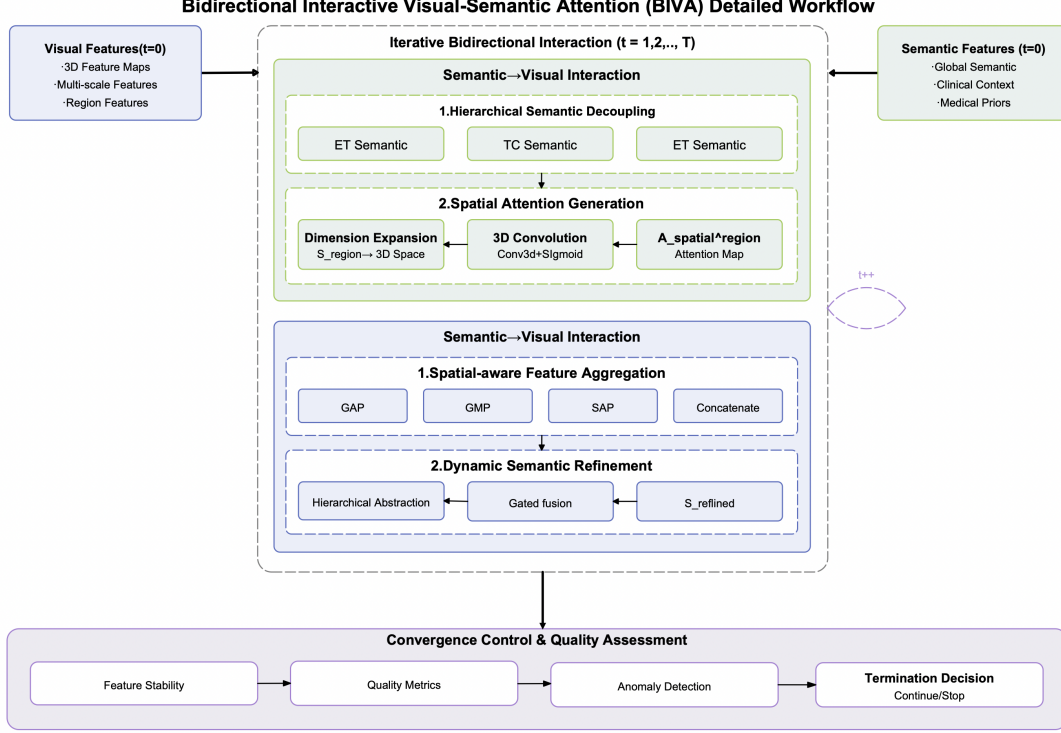 Bidirectional Interactive Visual-Semantic Attention (BIVA) Detailed Workflow
Visual Features(t=0)
·3D Feature Maps
·Multi-scale Features
·Region Features
Iterative Bidirectional Interaction (t = 1,2,.., T)
Semantic→Visual Interaction
1.Hierarchical Semantic Decoupling
ET Semantic
TC Semantic
ET Semantic
2.Spatial Attention Generation
Dimension Expansion
S_region→ 3D Space
3D Convolution
Conv3d+SIgmoid
A_spatial^region
Attention Map
Semantic Features (t=0)
·Global Semantic
·Clinical Context
·Medical Priors
t++
Semantic→Visual Interaction
1.Spatial-aware Feature Aggregation
GAP
GMP
SAP
Concatenate
2.Dynamic Semantic Refinement
Hierarchical Abstraction
Gated fusion
S_reflined
Convergence Control & Quality Assessment
Feature Stability
Quality Metrics
Anomaly Detection
Termination Decision
Continue/Stop